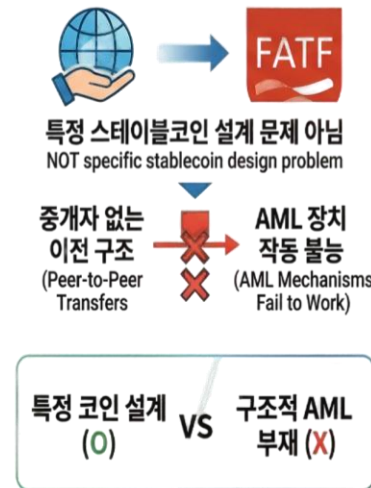 FATF
특정 스테이블코인 설계 문제 아님
NOT specific stablecoin design problem
중개자 없는
이전 구조
(Peer-to-Peer
Transfers
AML 장치
작동 불능
(AML Mechanisms
Fail to Work)
특정 코인 설계
(O)
VS
구조적 AML
부재 (X)